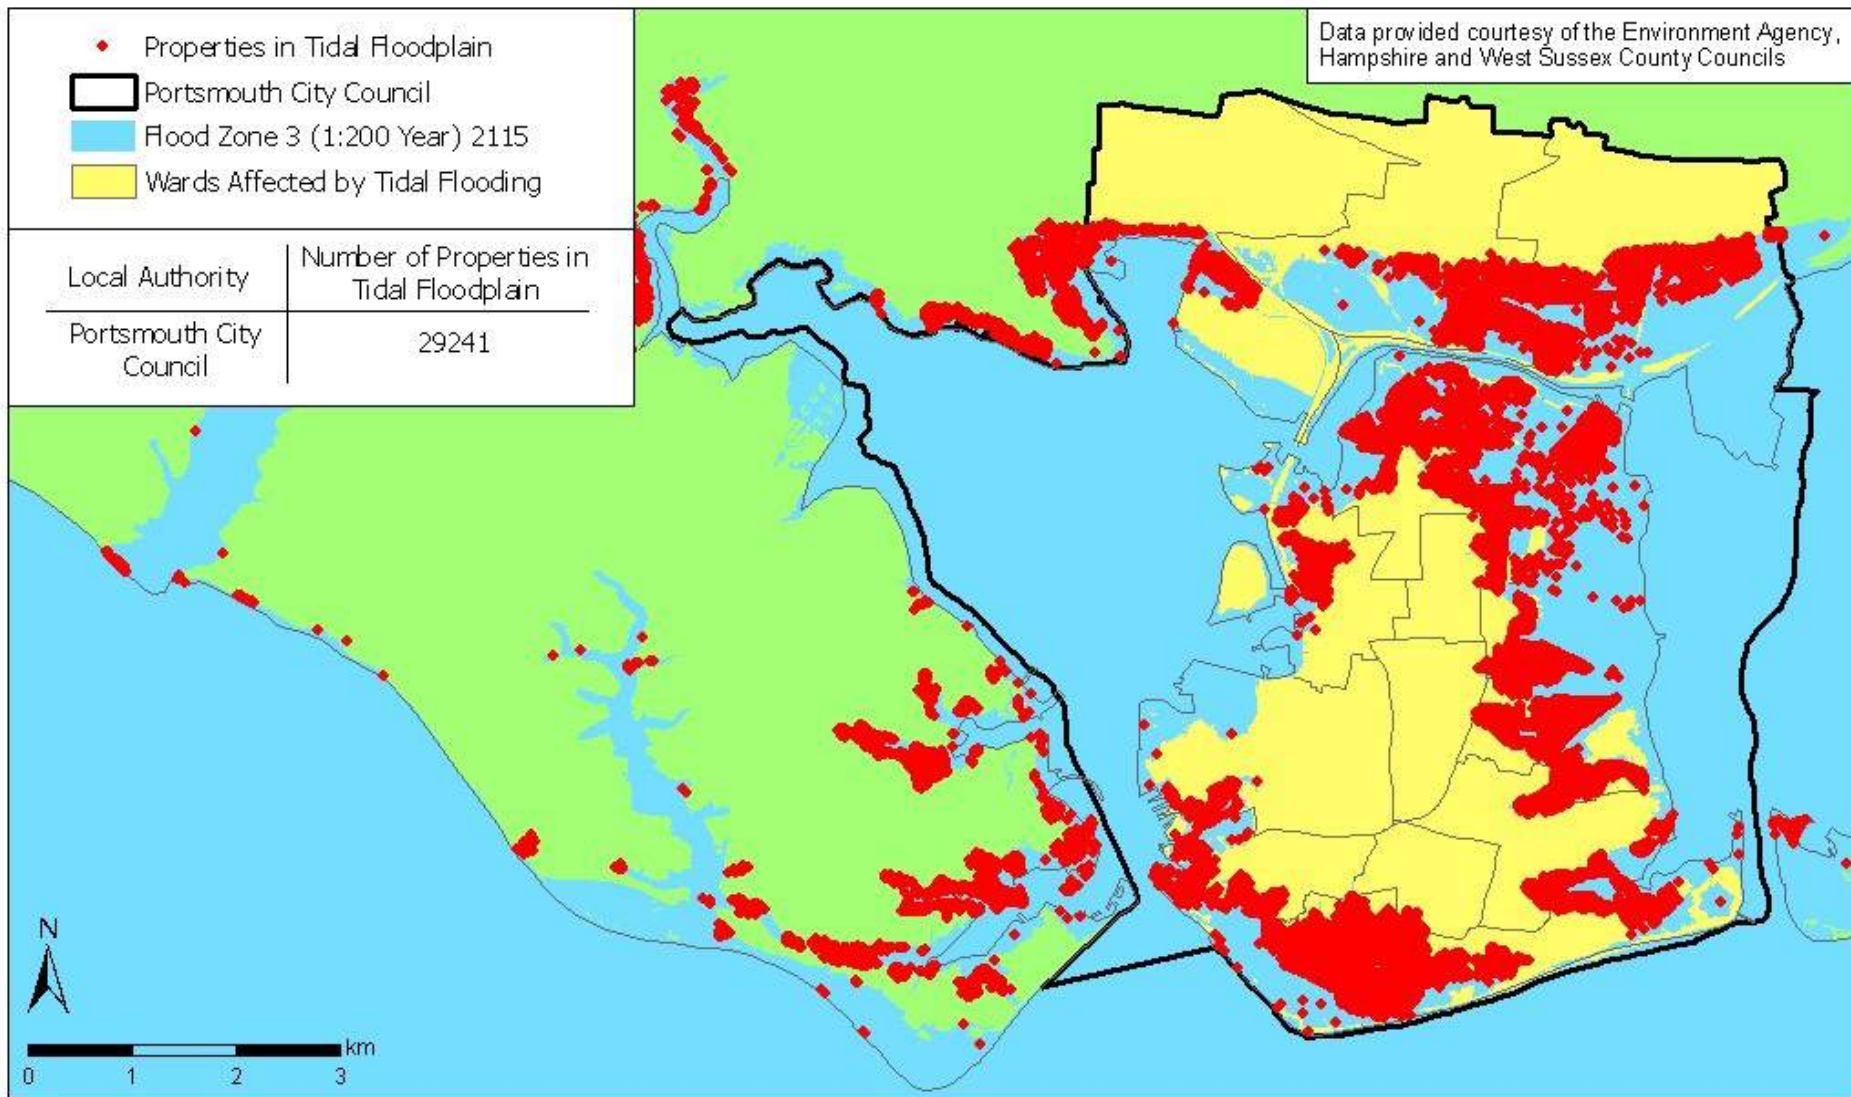 Properties in Tidal Floodplain
Portsmouth City Council
Flood Zone 3 (1:200 Year) 2115
Wards Affected by Tidal Flooding
Local Authority
Number of Properties in
Tidal Floodplain
Portsmouth City
Council
29241
Data provided courtesy of the Environment Agency,
Hampshire and West Sussex County Councils
N
km
0 1 2 3